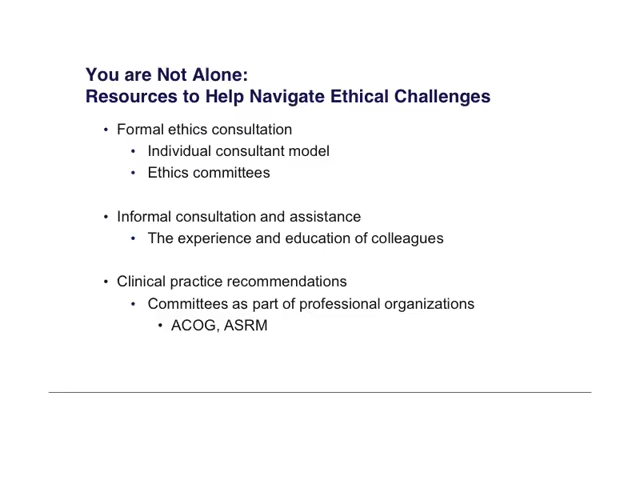 You are Not Alone:
Resources to Help Navigate Ethical Challenges
• Formal ethics consultation
• Individual consultant model
• Ethics committees
• Informal consultation and assistance
• The experience and education of colleagues
• Clinical practice recommendations
• Committees as part of professional organizations
• ACOG, ASRM